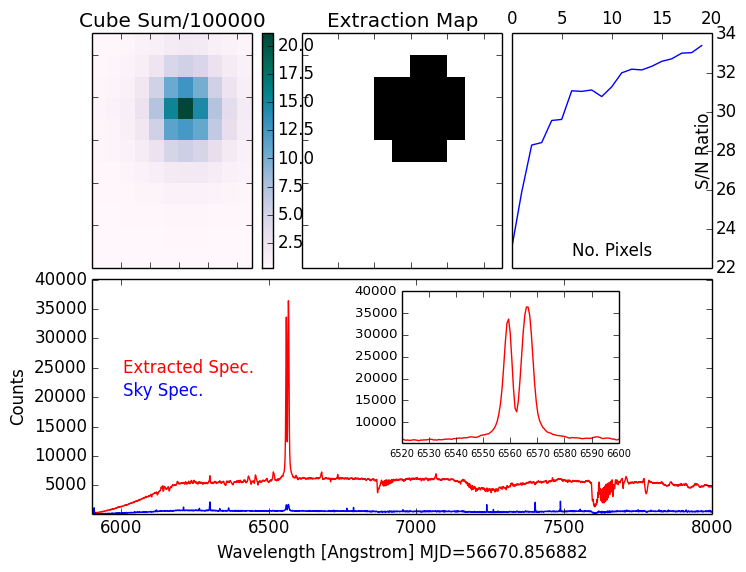 Cube Sum/100000
Extraction Map
0 5 10 15 20
20.0
17.5
15.0
12.5
10.0
7.5
5.0
2.5
34
32
30
28
26
24
22
S/N Ratio
No. Pixels
40000
35000
30000
25000
20000
15000
10000
5000
Counts
Extracted Spec.
Sky Spec.
40000
35000
30000
25000
20000
15000
10000
6520 6530 6540 6550 6560 6570 6580 6590 6600
6000 6500 7000 7500 8000
Wavelength [Angstrom] MJD=56670.856882